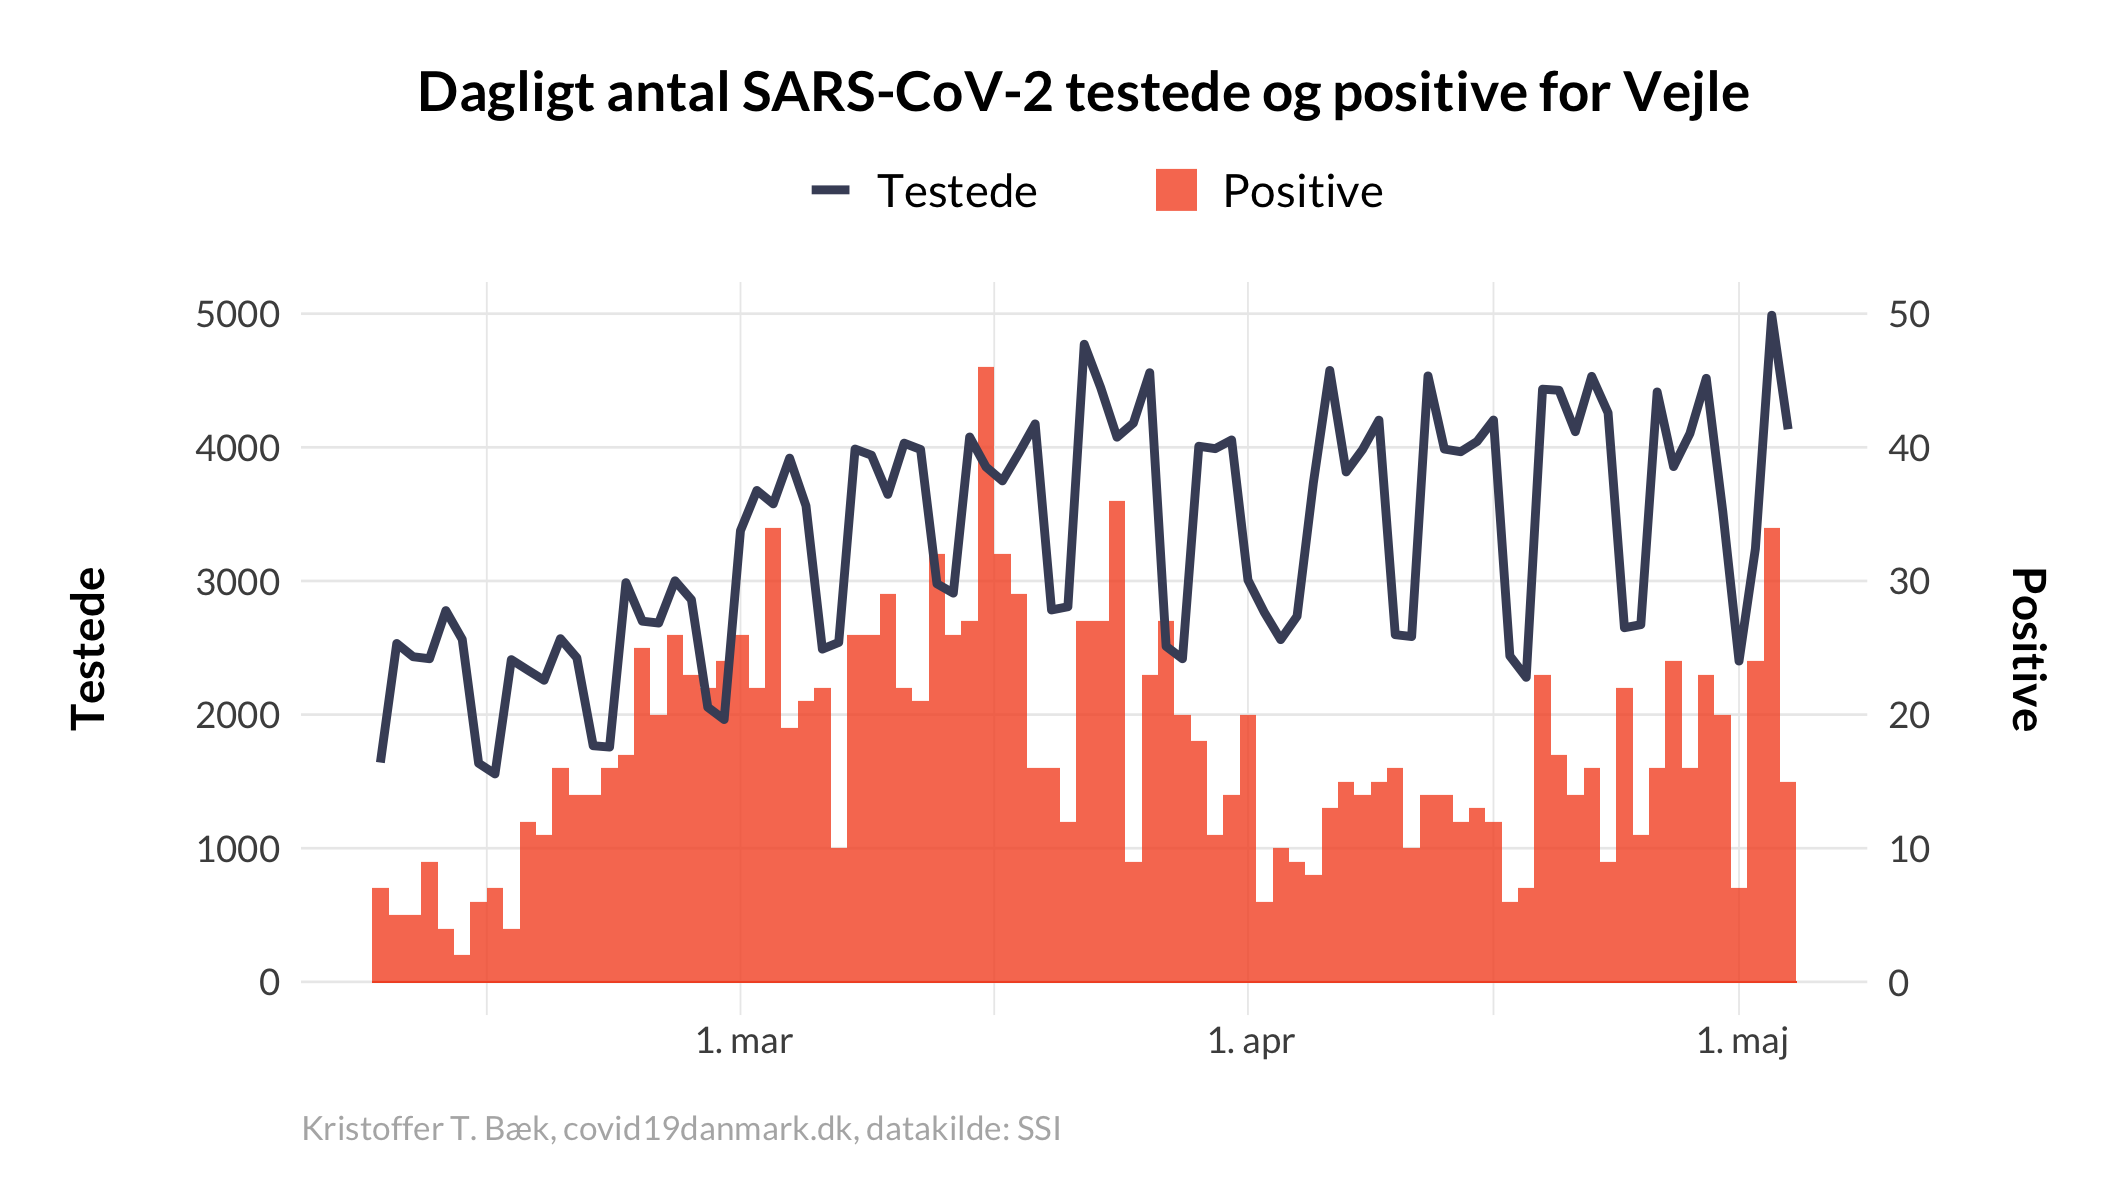 Dagligt antal SARS-CoV-2 testede og positive for Vejle
Testede Positive
5000 50
4000 40
3000 30
2000 20
1000 10
0 0
Testede
Positive
1. mar 1. apr 1. maj
Kristoffer T. Bæk, covid19danmark.dk, datakilde: SSI